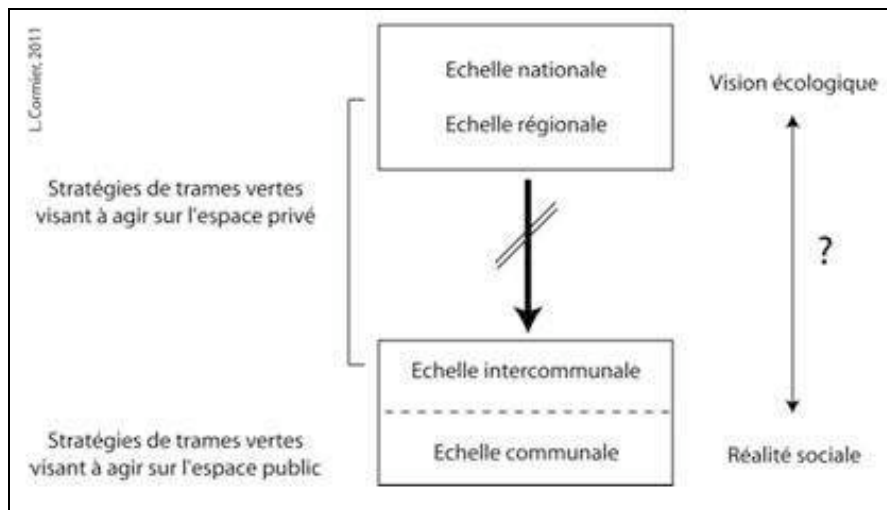 L.Cormier, 2011
Echelle nationale
Echelle régionale
Vision écologique
Stratégies de trames vertes
visant à agir sur l'espace privé
?
Echelle intercommunale
Stratégies de trames vertes
visant à agir sur l'espace public
Echelle communale
Réalité sociale